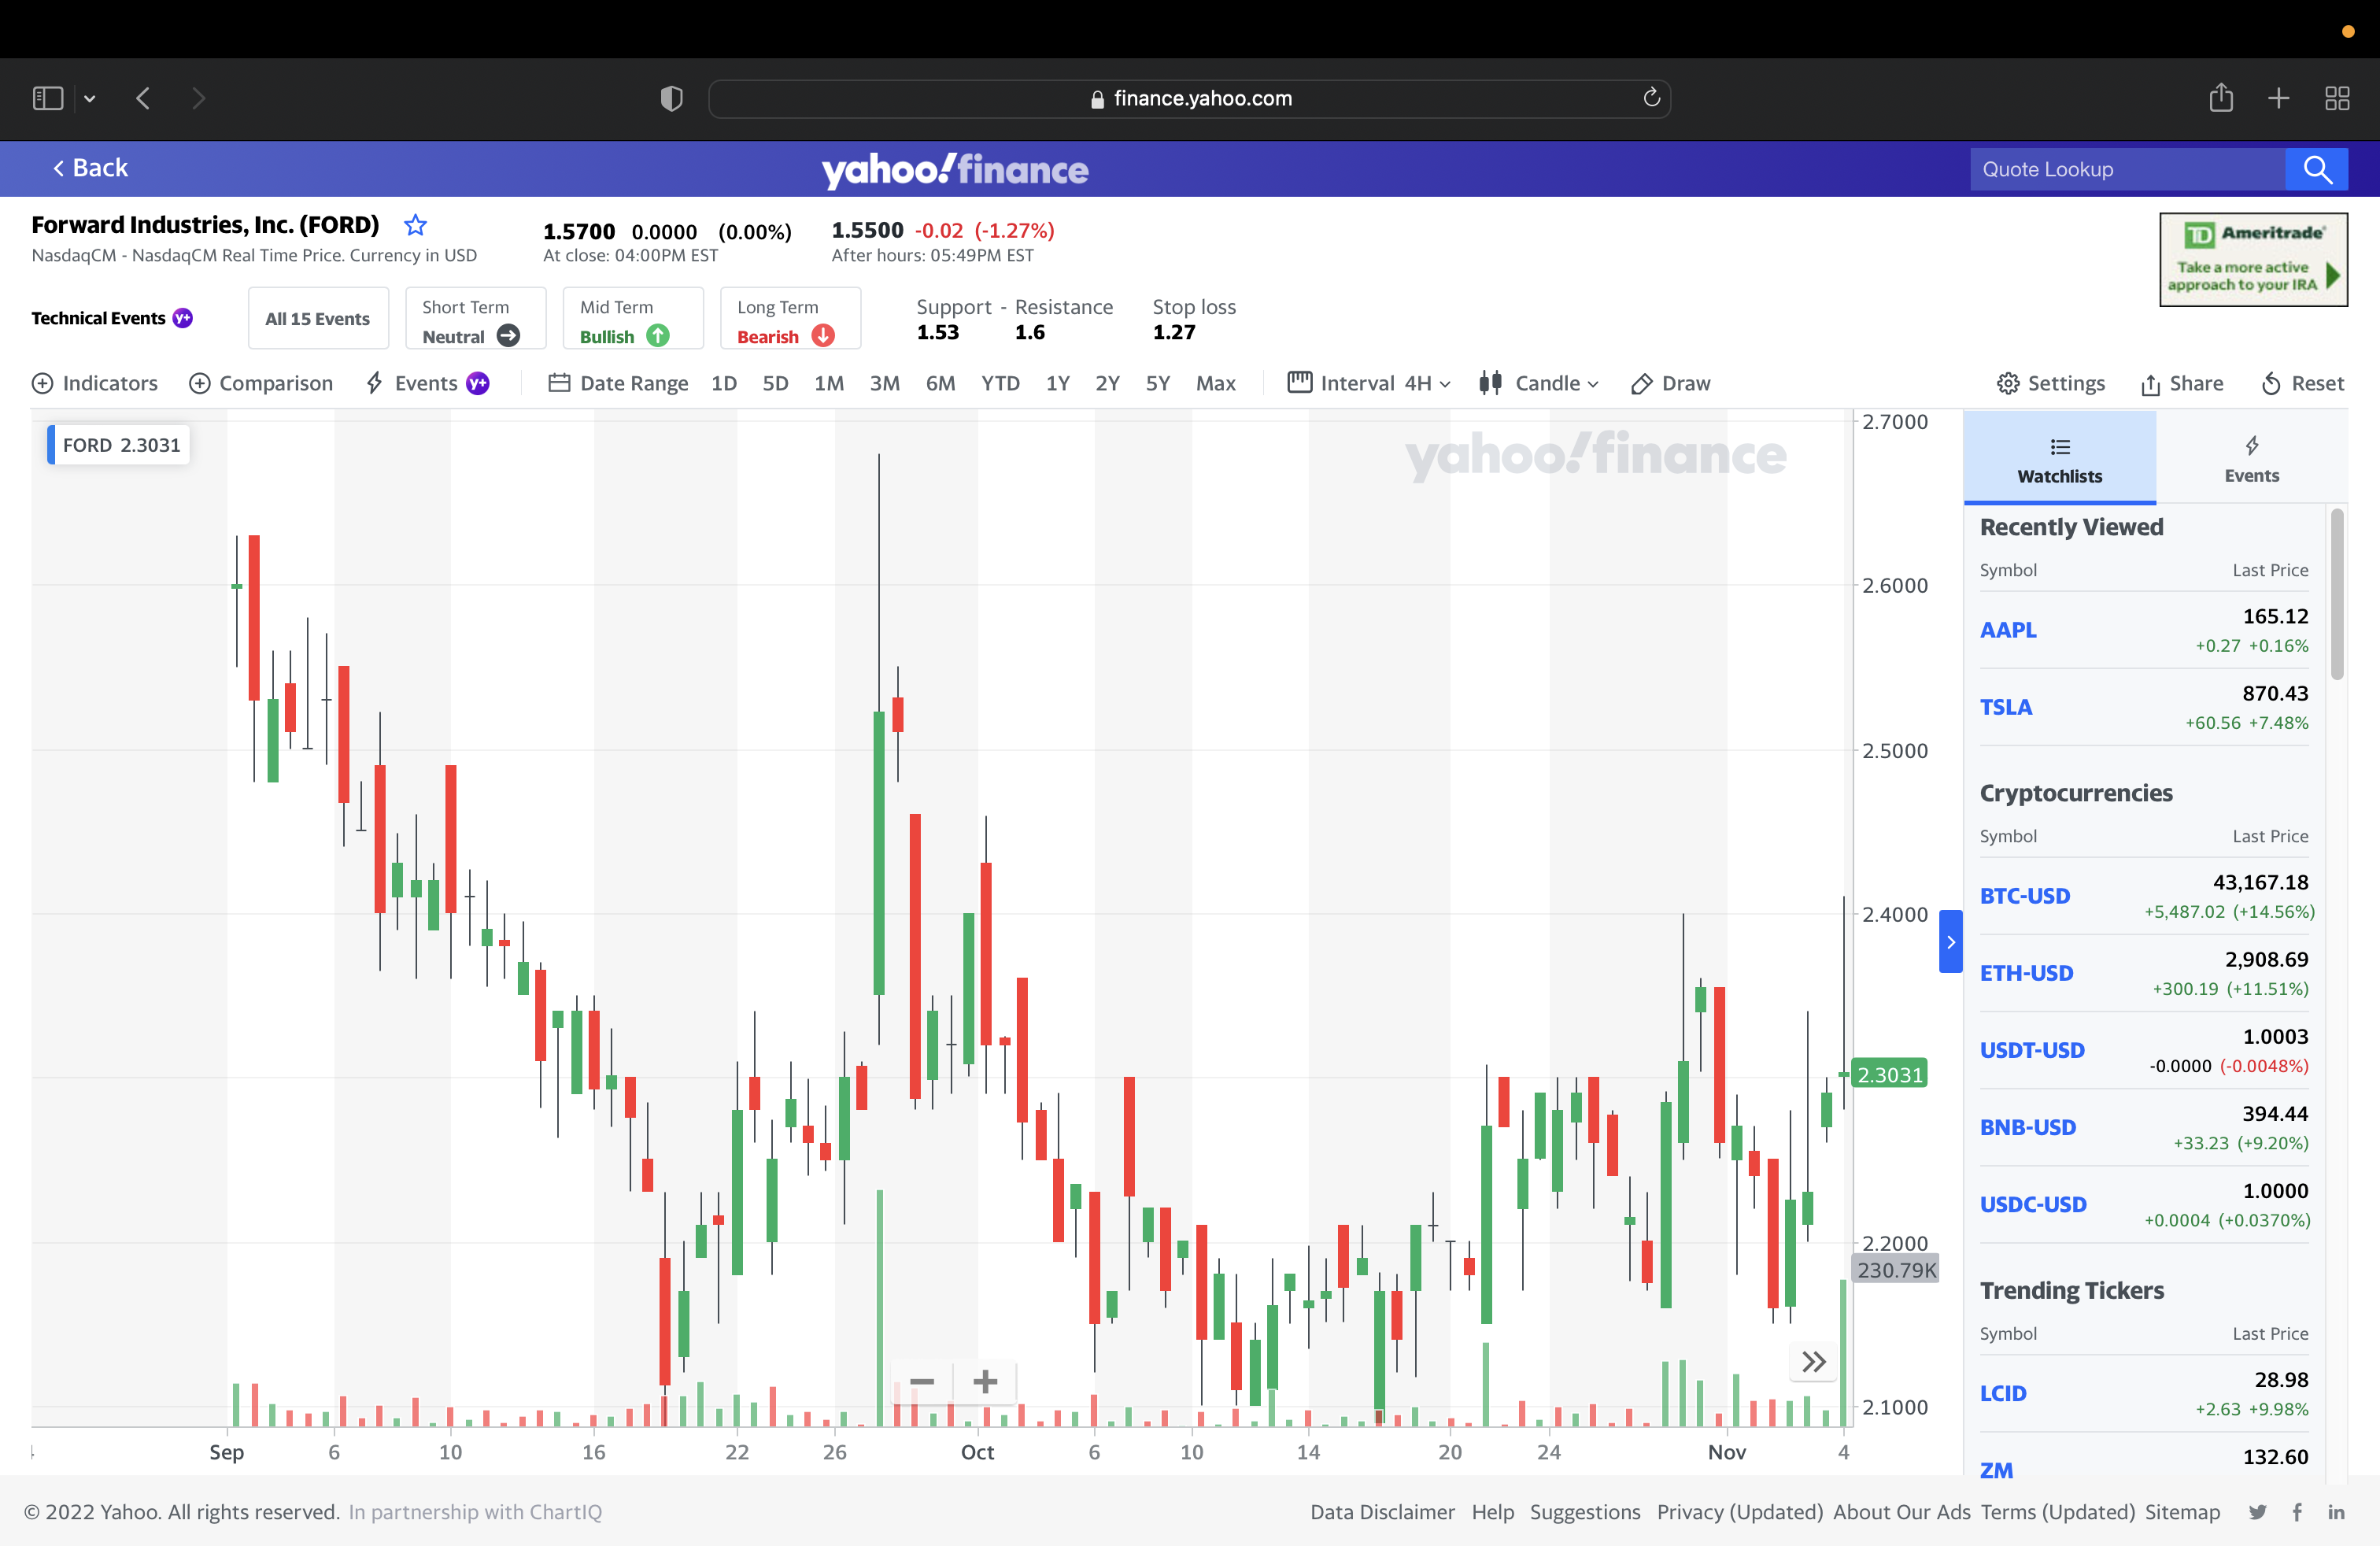 finance.yahoo.com
Back
yahoo!finance
Quote Lookup
Forward Industries, Inc. (FORD)
NasdaqCM - NasdaqCM Real Time Price. Currency in USD
1.5700 0.0000 (0.00%)
At close: 04:00PM EST
1.5500 -0.02 (-1.27%)
After hours: 05:49PM EST
TD Ameritrade
Take a more active
approach to your IRA
Technical Events y+
All 15 Events
Short Term
Neutral
Mid Term
Bullish
Long Term
Bearish
Support - Resistance
1.53 1.6
Stop loss
1.27
Indicators Comparison Events y+ Date Range 1D 5D 1M 3M 6M YTD 1Y 2Y 5Y Max Interval 4H Candle Draw Settings Share Reset
FORD 2.3031
yahoo!finance
2.7000
2.6000
2.5000
2.4000
2.3031
2.2000
230.79K
2.1000
Sep 6 10 16 22 26 Oct 6 10 14 20 24 Nov 4
Watchlists
Events
Recently Viewed
Symbol Last Price
AAPL 165.12
+0.27 +0.16%
TSLA 870.43
+60.56 +7.48%
Cryptocurrencies
Symbol Last Price
BTC-USD 43,167.18
+5,487.02 (+14.56%)
ETH-USD 2,908.69
+300.19 (+11.51%)
USDT-USD 1.0003
-0.0000 (-0.0048%)
BNB-USD 394.44
+33.23 (+9.20%)
USDC-USD 1.0000
+0.0004 (+0.0370%)
Trending Tickers
Symbol Last Price
LCID 28.98
+2.63 +9.98%
ZM 132.60
© 2022 Yahoo. All rights reserved. In partnership with ChartIQ
Data Disclaimer Help Suggestions Privacy (Updated) About Our Ads Terms (Updated) Sitemap